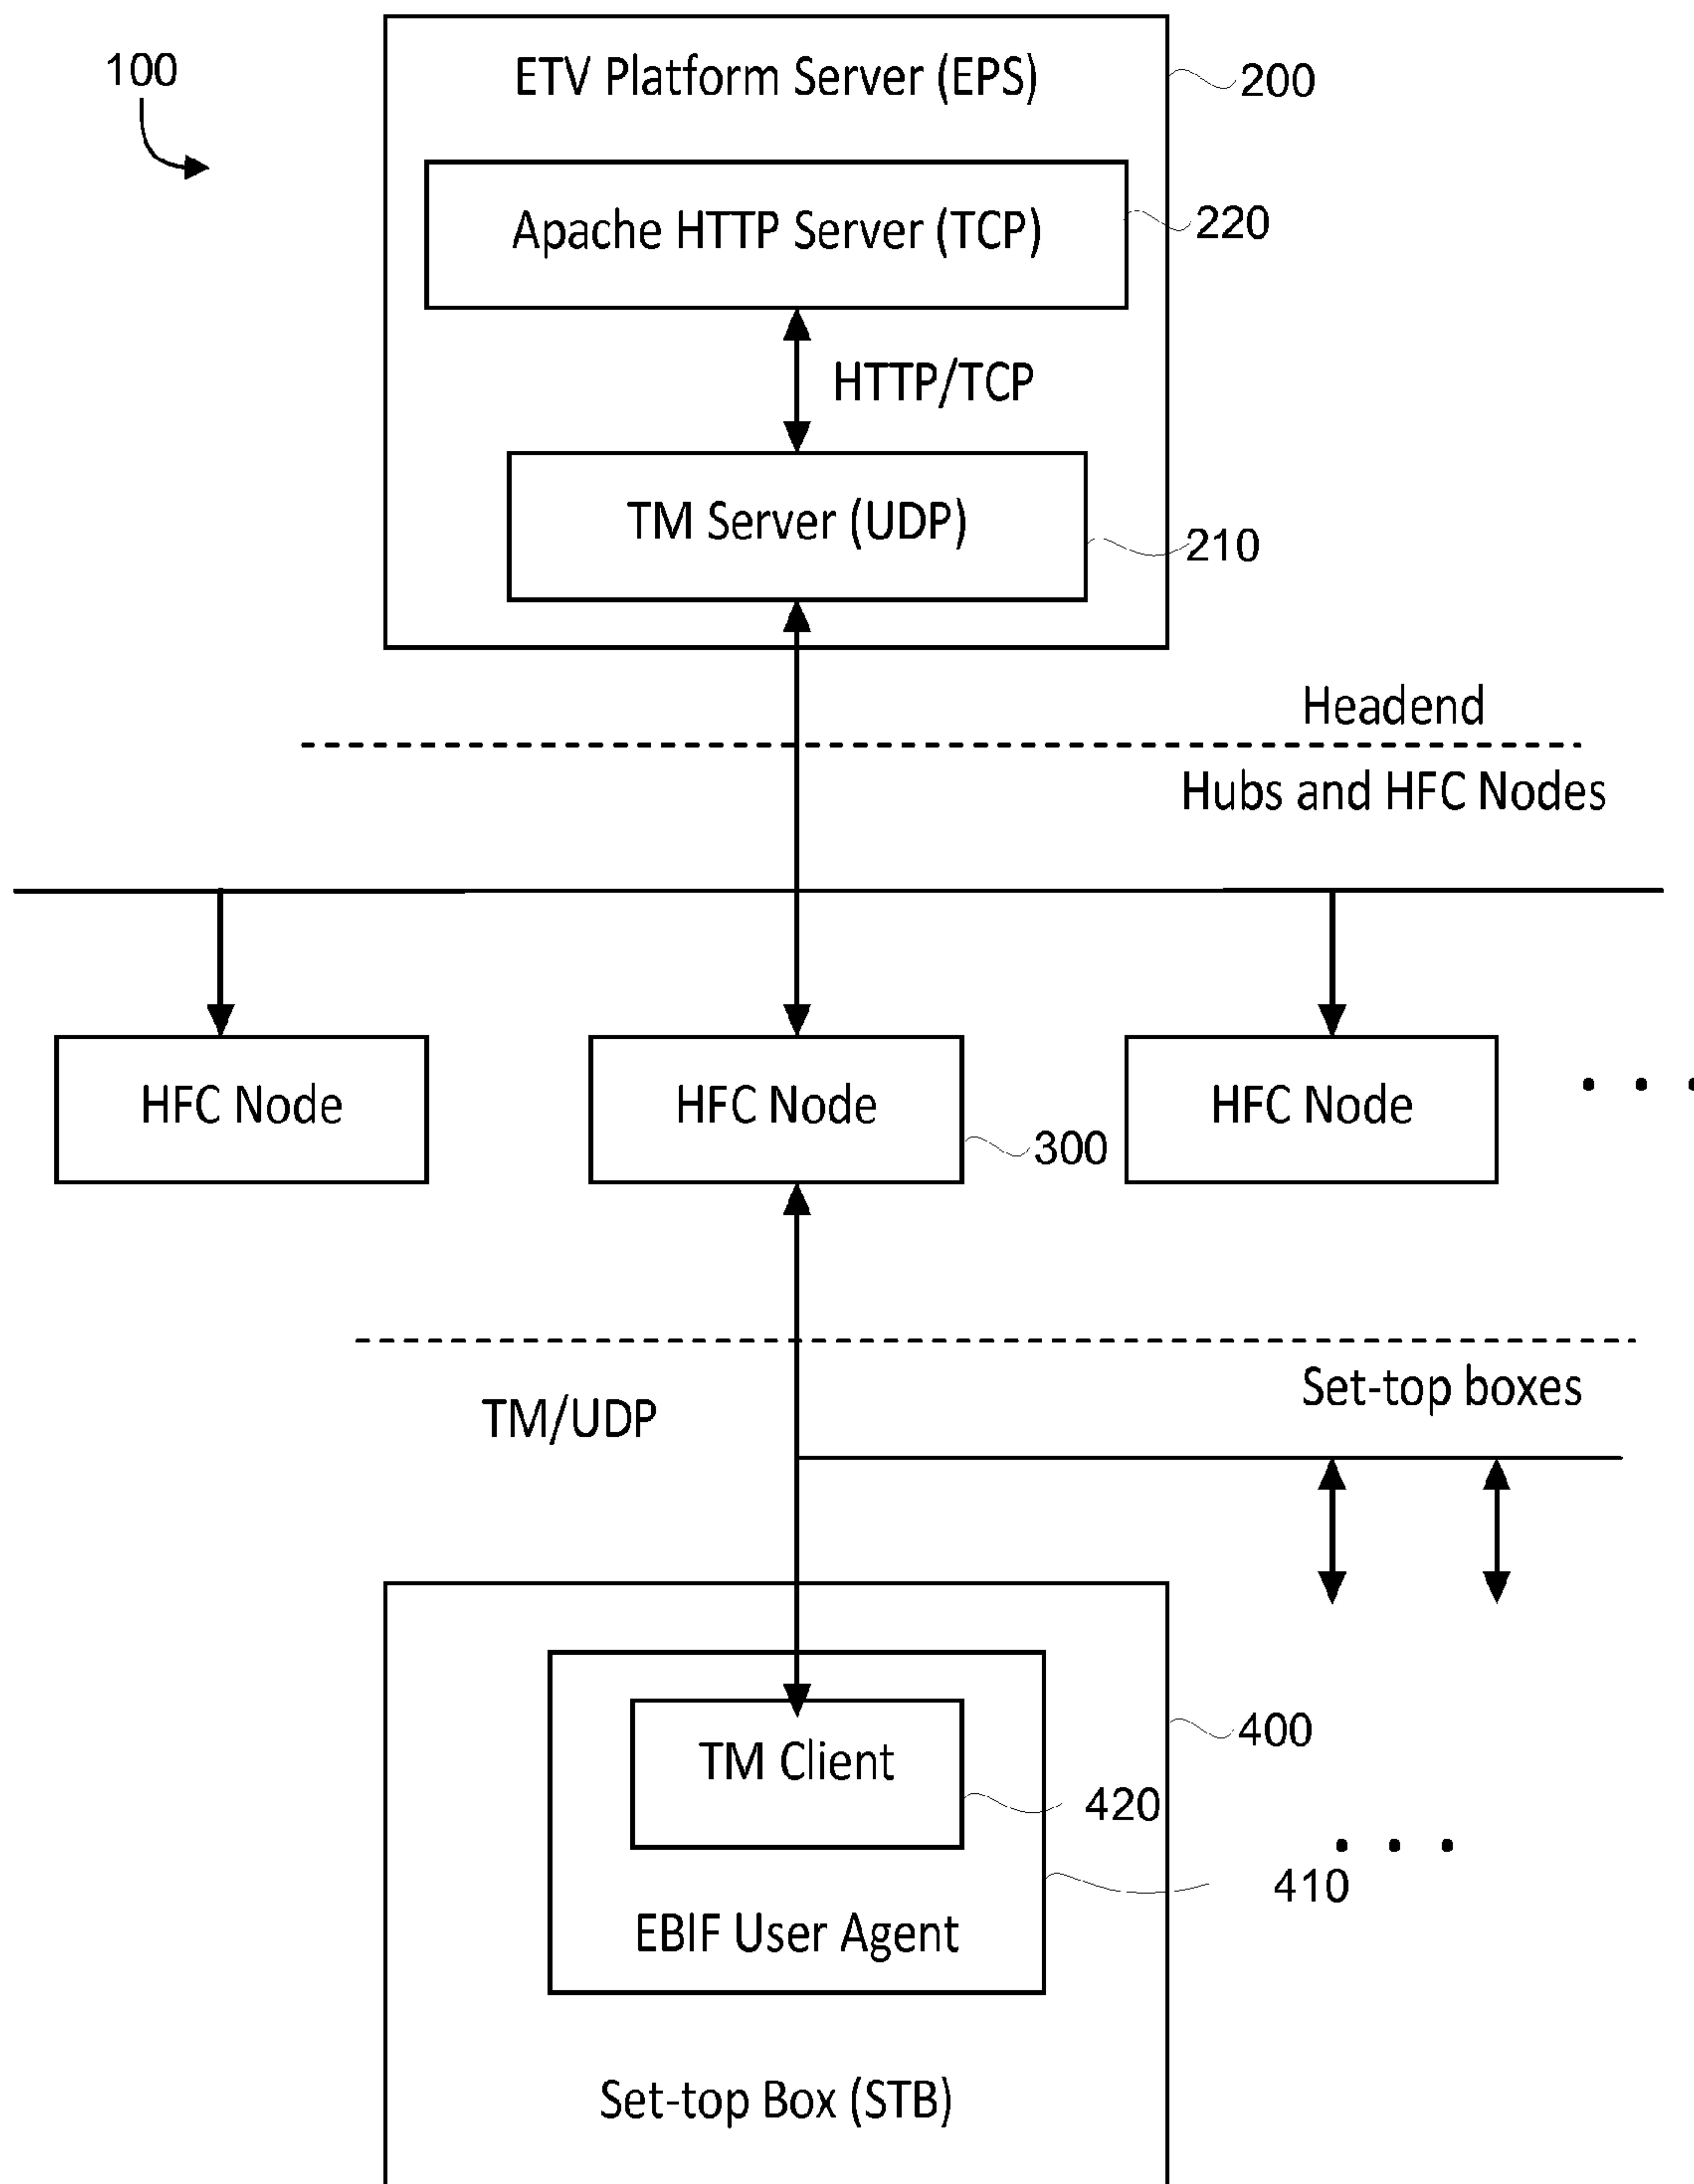 100
ETV Platform Server (EPS)
200
Apache HTTP Server (TCP)
220
HTTP/TCP
TM Server (UDP)
210
Headend
Hubs and HFC Nodes
HFC Node
HFC Node
HFC Node
. . .
300
Set-top boxes
TM/UDP
TM Client
400
420
. . .
410
EBIF User Agent
Set-top Box (STB)